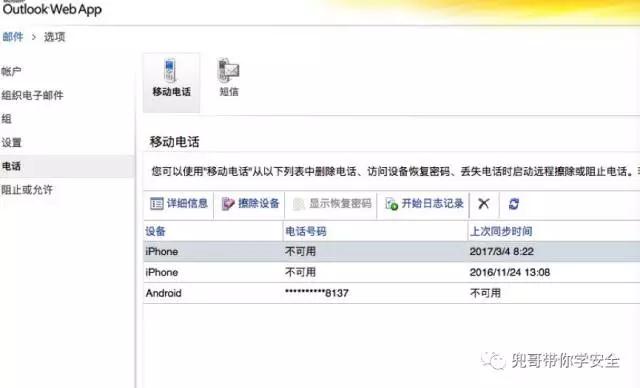 Outlook Web App
邮件 › 选项
帐户
组织电子邮件
组
设置
电话
阻止或允许
移动电话 短信
移动电话
您可以使用"移动电话"从以下列表中删除电话、访问设备恢复密码、丢失电话时启动远程擦除或阻止电话。
详细信息 擦除设备 显示恢复密码 开始日志记录
设备 电话号码 上次同步时间
iPhone 不可用 2017/3/4 8:22
iPhone 不可用 2016/11/24 13:08
Android **********8137 不可用
兜哥带你学安全